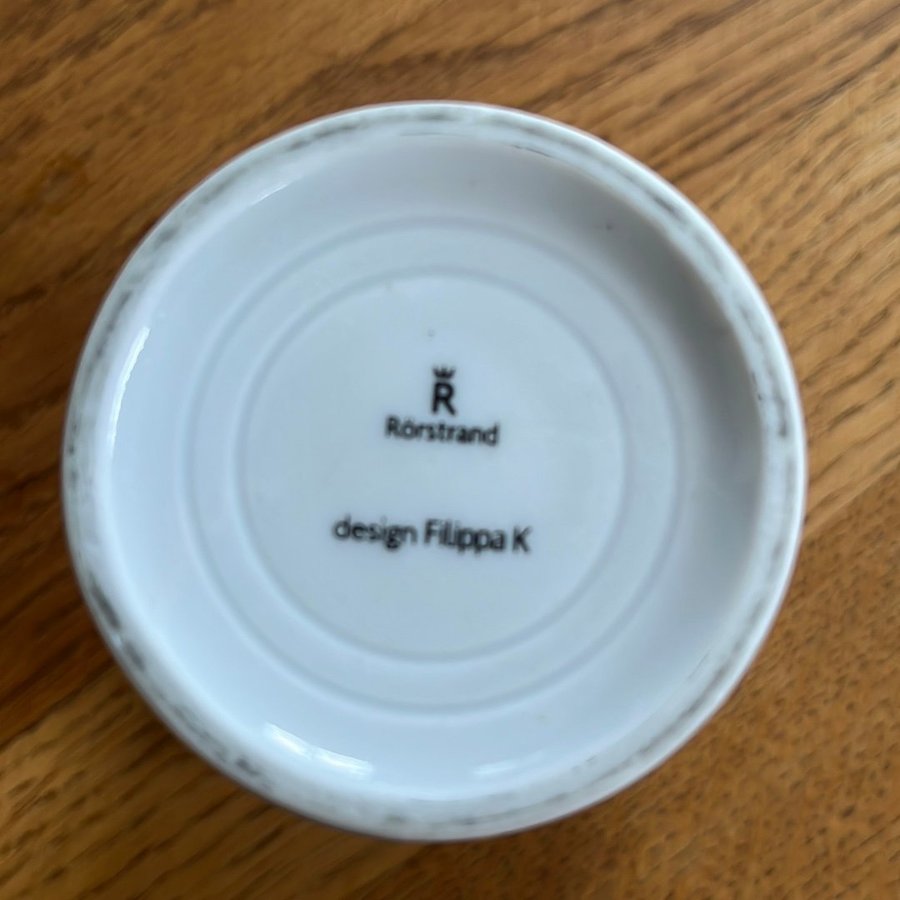 R
Rörstrand
design Filippa K